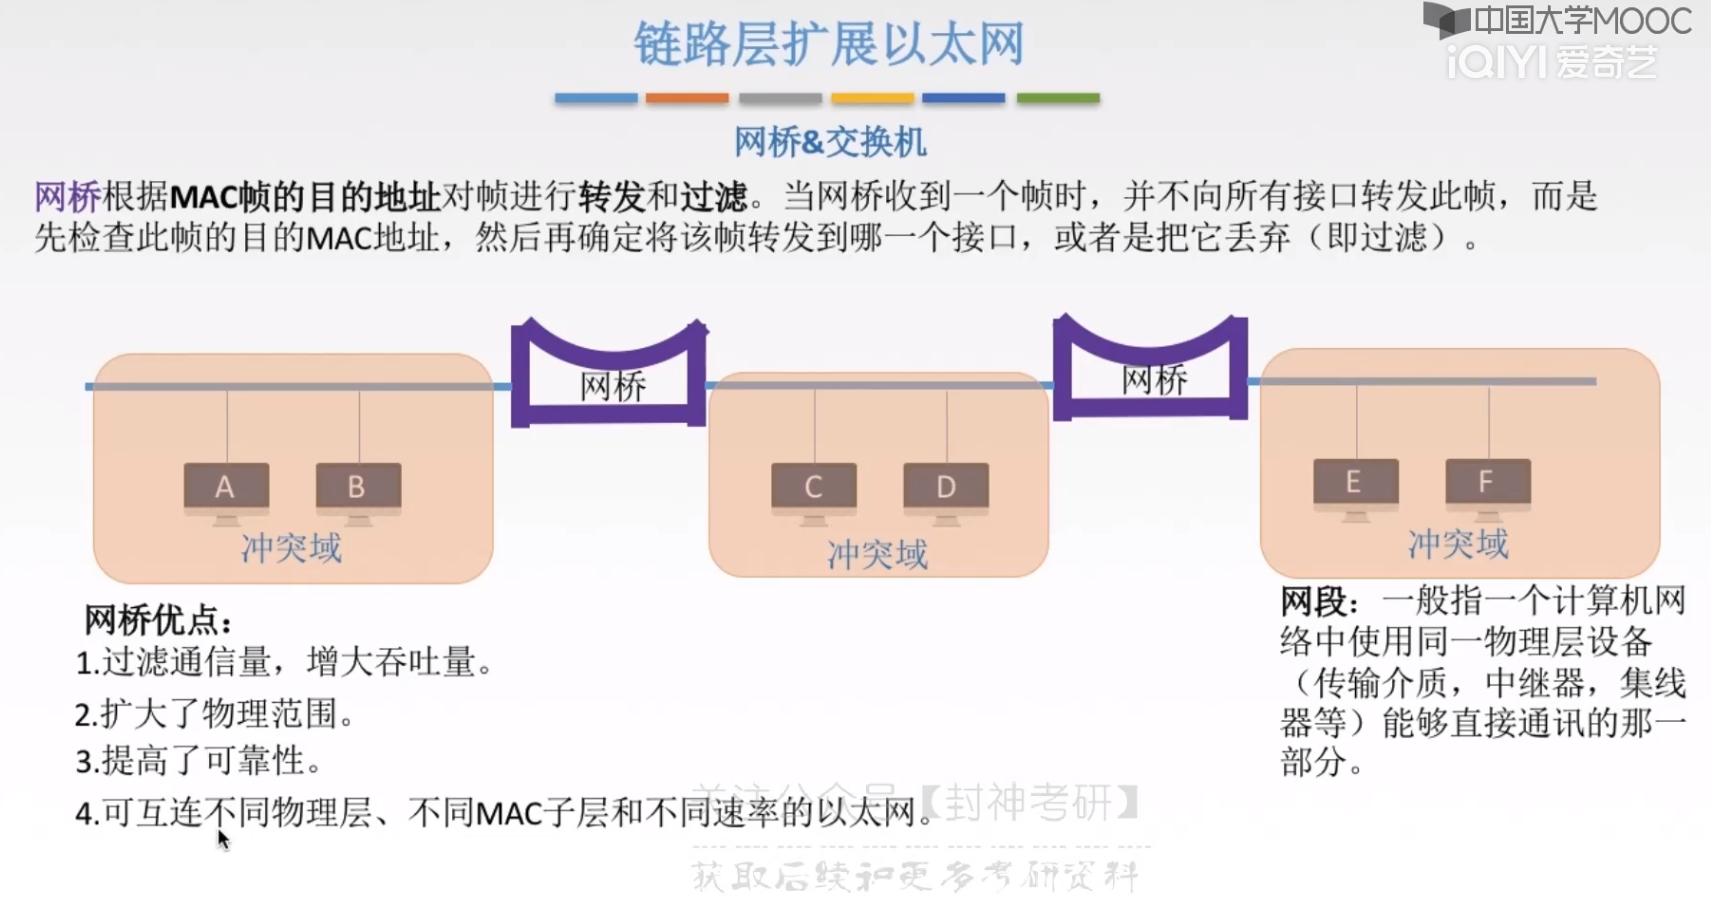 中国大学MOOC
iQIYI 爱奇艺
链路层扩展以太网
网桥&交换机
网桥根据MAC帧的目的地址对帧进行转发和过滤。当网桥收到一个帧时，并不向所有接口转发此帧，而是
先检查此帧的目的MAC地址，然后再确定将该帧转发到哪一个接口，或者是把它丢弃（即过滤）。
网桥
网桥
A
B
C
D
E
F
冲突域
冲突域
冲突域
网桥优点：
1.过滤通信量，增大吞吐量。
2.扩大了物理范围。
3.提高了可靠性。
4.可互连不同物理层、不同MAC子层和不同速率的以太网。
网段：一般指一个计算机网
络中使用同一物理层设备
（传输介质，中继器，集线
器等）能够直接通讯的那一
部分。
关注公众号【封神考研】
获取后续和更多考研资料